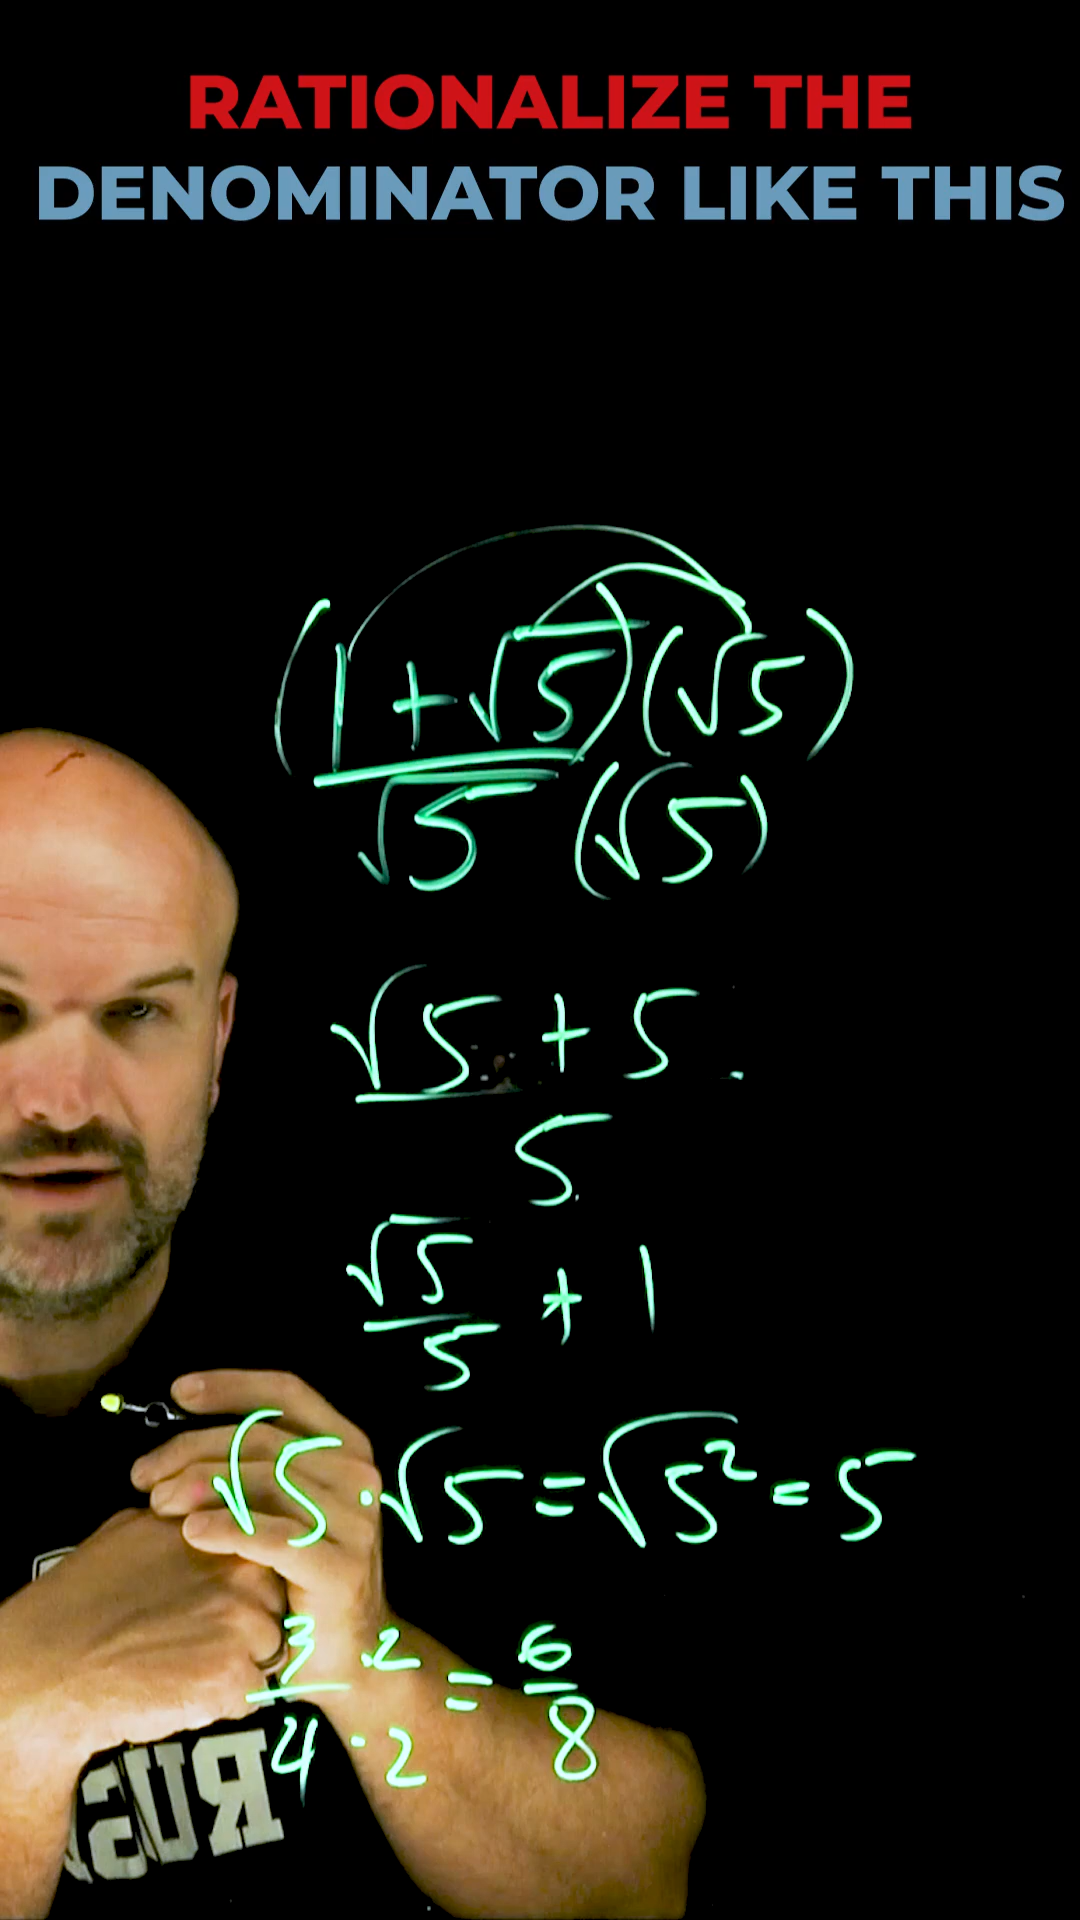 RATIONALIZE THE
DENOMINATOR LIKE THIS
(1+√5)(√5)
√5 (√5)
√5 + 5
5
√5/5 + 1
√5·√5=√5²=5
3·2/4·2 = 6/8